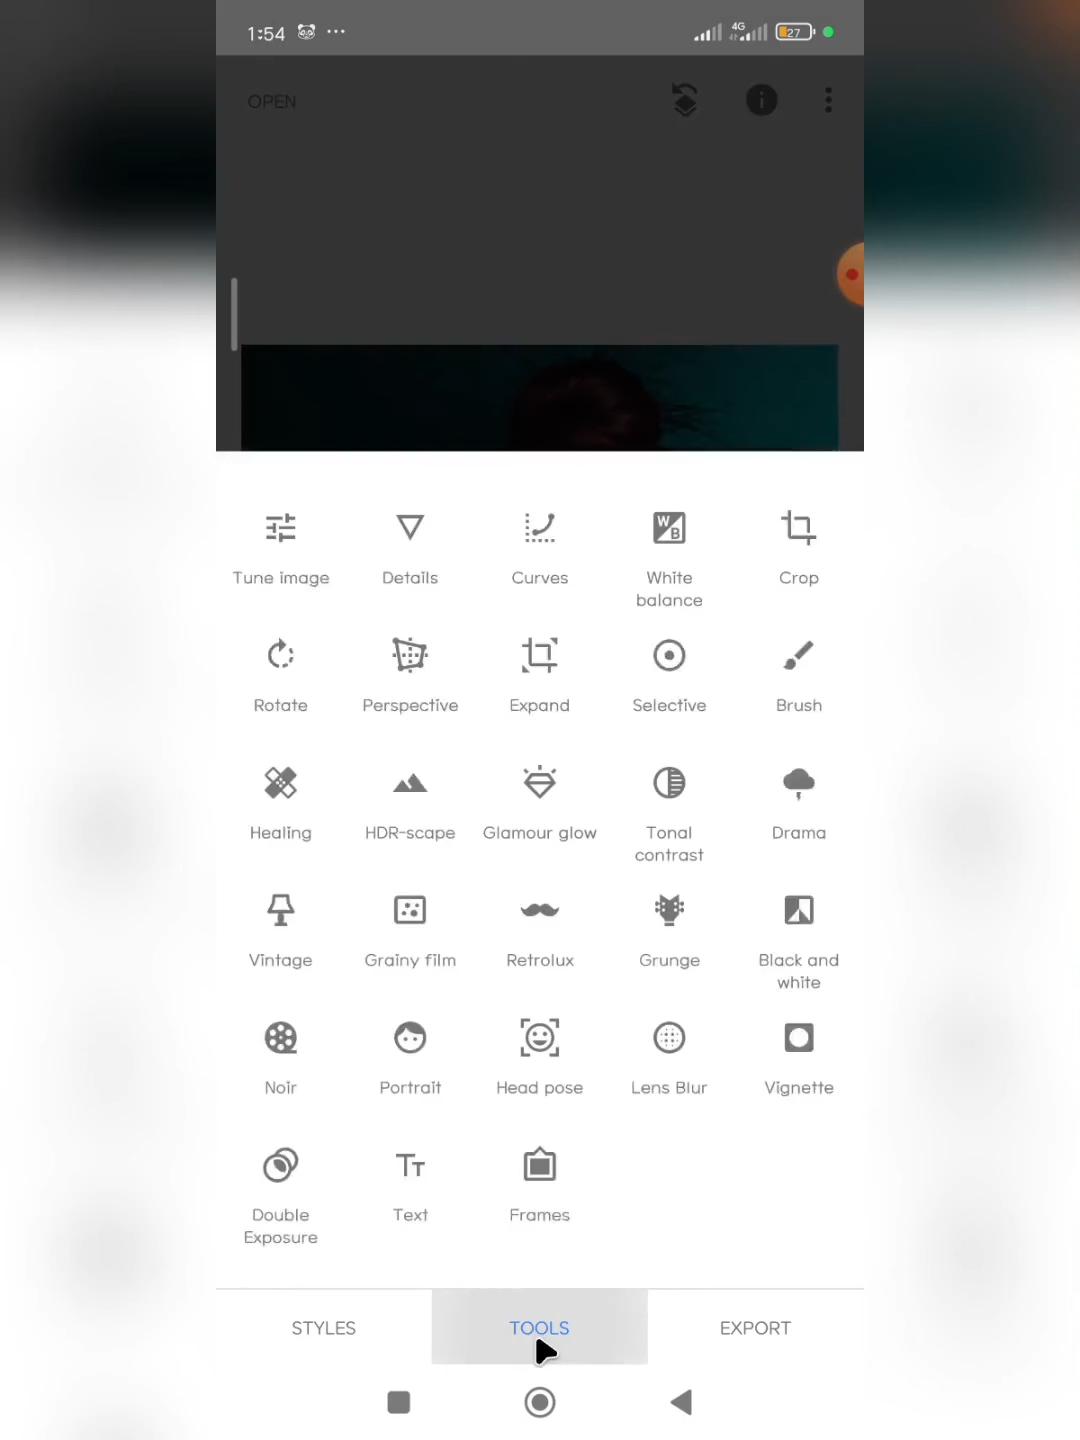 1:54 ... 4G 27
OPEN
Tune image Details Curves White balance Crop
Rotate Perspective Expand Selective Brush
Healing HDR-scape Glamour glow Tonal contrast Drama
Vintage Grainy film Retrolux Grunge Black and white
Noir Portrait Head pose Lens Blur Vignette
Double Exposure Text Frames
STYLES TOOLS EXPORT